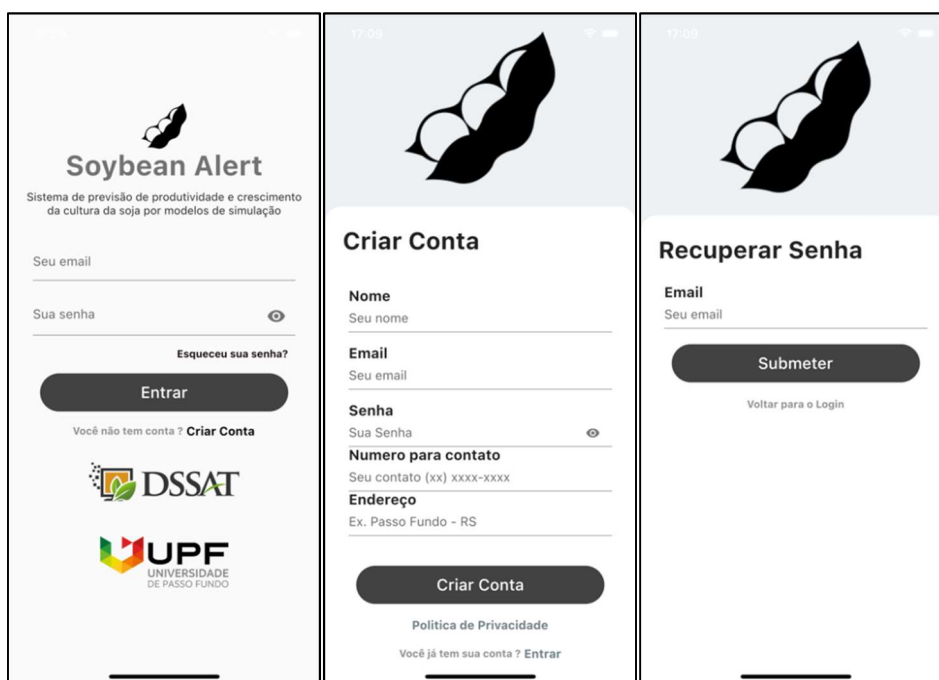 Soybean Alert
Sistema de previsão de produtividade e crescimento
da cultura da soja por modelos de simulação
Seu email
Sua senha
Esqueceu sua senha?
Entrar
Você não tem conta ? Criar Conta
DSSAT
UPF
UNIVERSIDADE
DE PASSO FUNDO
17:09
Criar Conta
Nome
Seu nome
Email
Seu email
Senha
Sua Senha
Numero para contato
Seu contato (xx) xxxx-xxxx
Endereço
Ex. Passo Fundo - RS
Criar Conta
Politica de Privacidade
Você já tem sua conta ? Entrar
17:09
Recuperar Senha
Email
Seu email
Submeter
Voltar para o Login